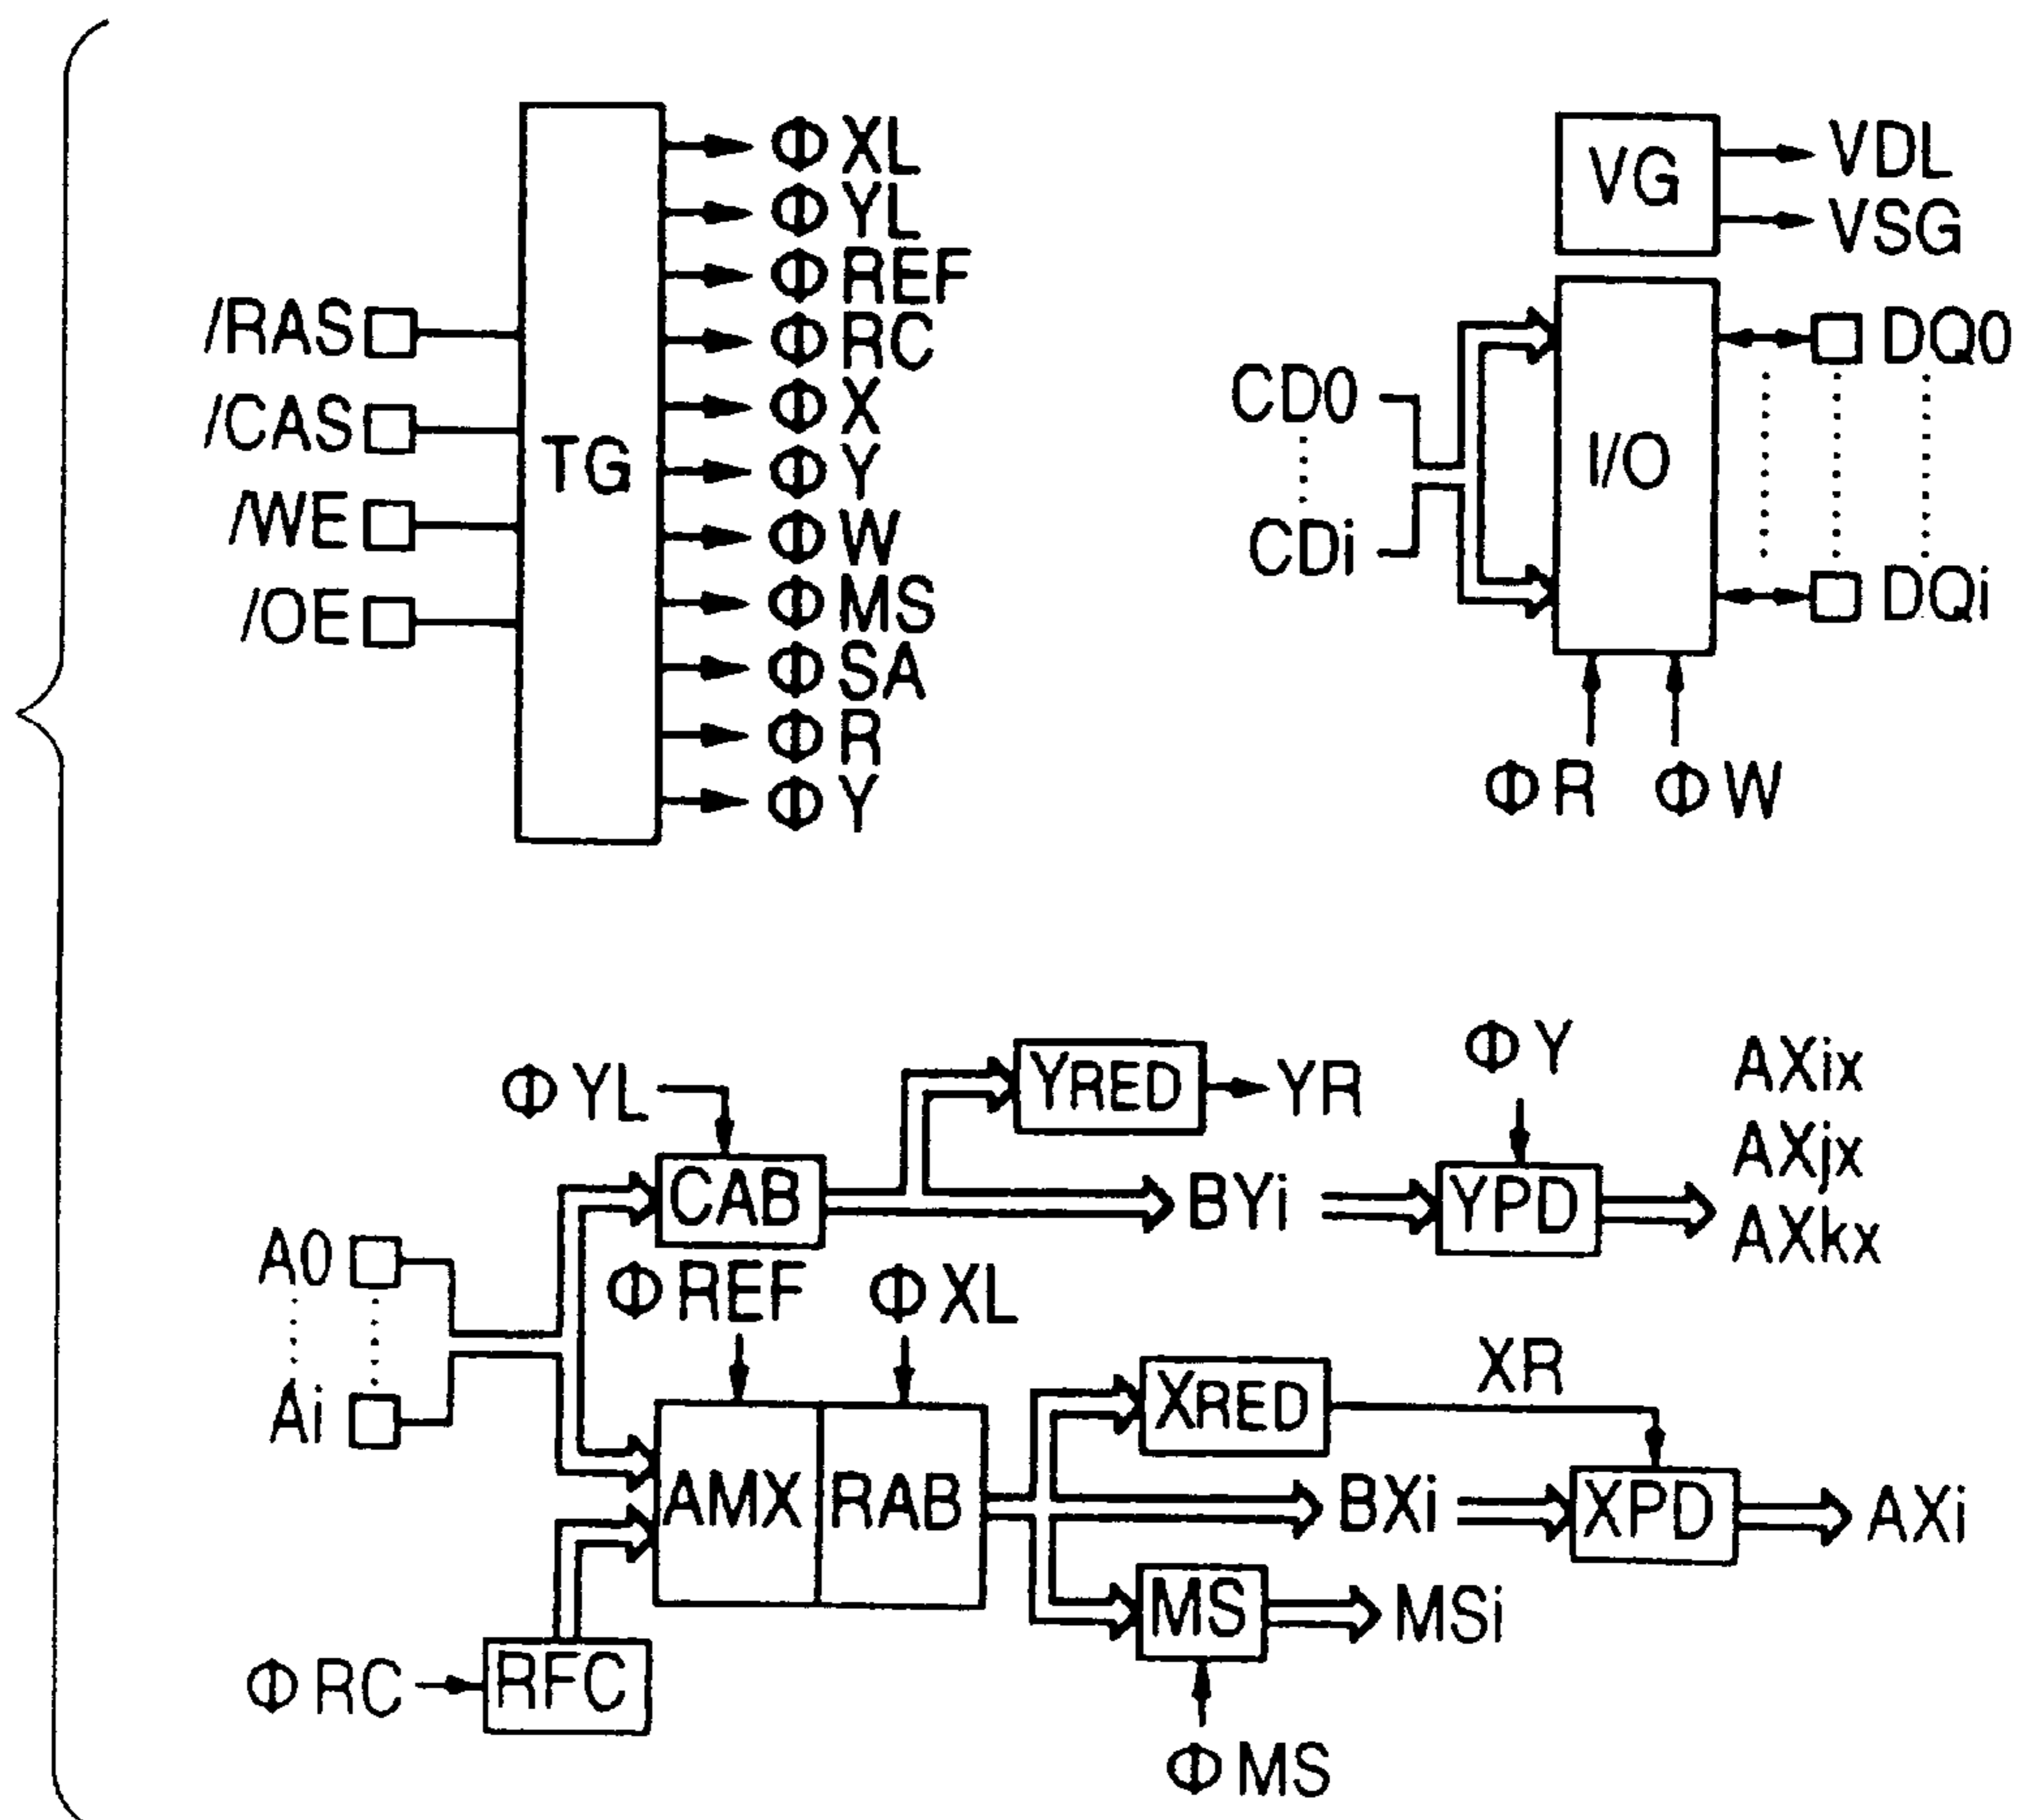 ΦXL
ΦYL
ΦREF
/RAS
ΦRC
/CAS
ΦX
TG
ΦY
/WE
ΦW
/OE
ΦMS
ΦSA
ΦR
ΦY
VG
VDL
VSG
CD0
CDi
I/O
DQ0
DQi
ΦR
ΦW
ΦYL
YRED
YR
ΦY
AXix
AXjx
AXkx
CAB
BYi
YPD
A0
Ai
ΦREF
ΦXL
XRED
XR
AMX
RAB
BXi
XPD
AXi
MS
MSi
ΦRC
RFC
ΦMS